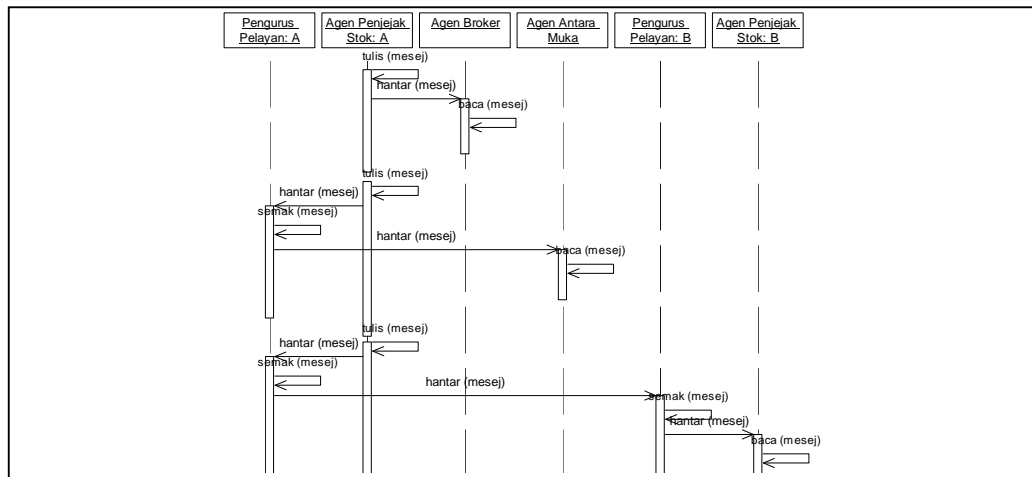 Pengurus
Pelayan: A
Agen Penjejak
Stok: A
Agen Broker
Agen Antara
Muka
Pengurus
Pelayan: B
Agen Penjejak
Stok: B
tulis (mesej)
hantar (mesej)
baca (mesej)
tulis (mesej)
hantar (mesej)
semak (mesej)
hantar (mesej)
baca (mesej)
tulis (mesej)
hantar (mesej)
semak (mesej)
hantar (mesej)
semak (mesej)
hantar (mesej)
baca (mesej)